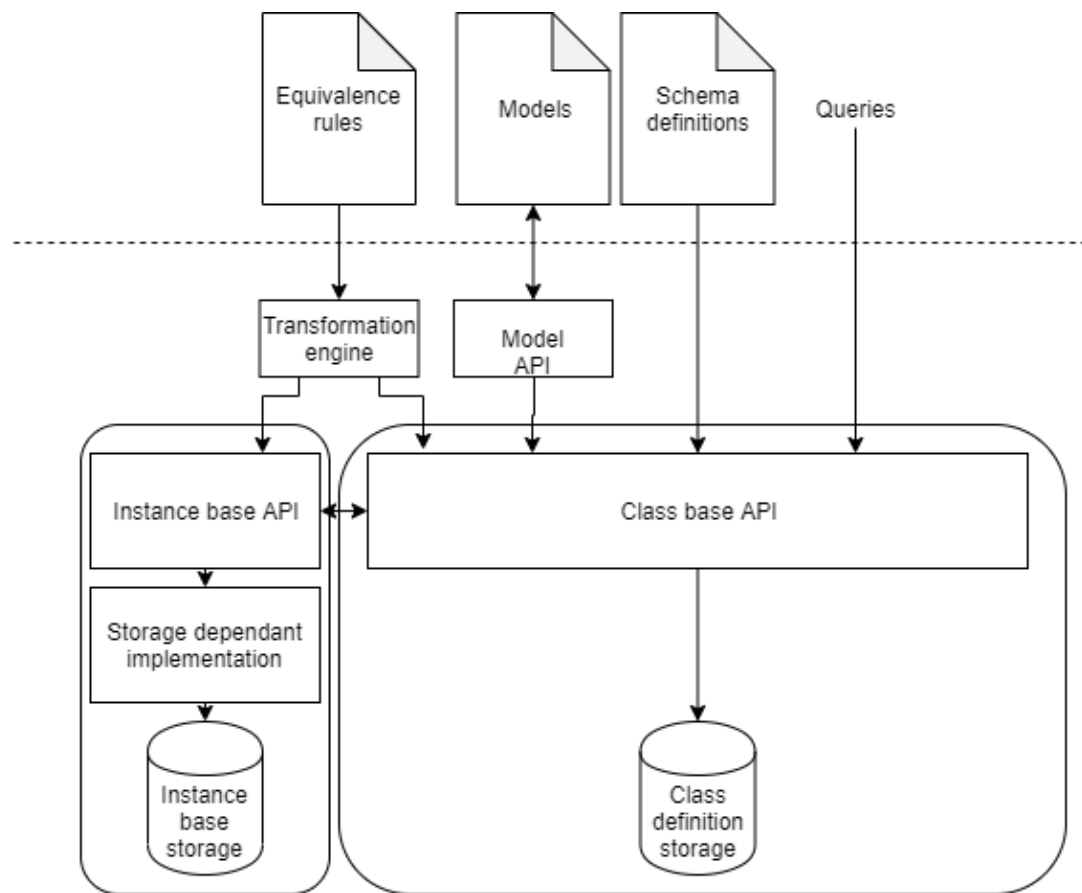 Equivalence
rules
Models
Schema
definitions
Queries
Transformation
engine
Model
API
Instance base API
Class base API
Storage dependant
implementation
Instance
base
storage
Class
definition
storage